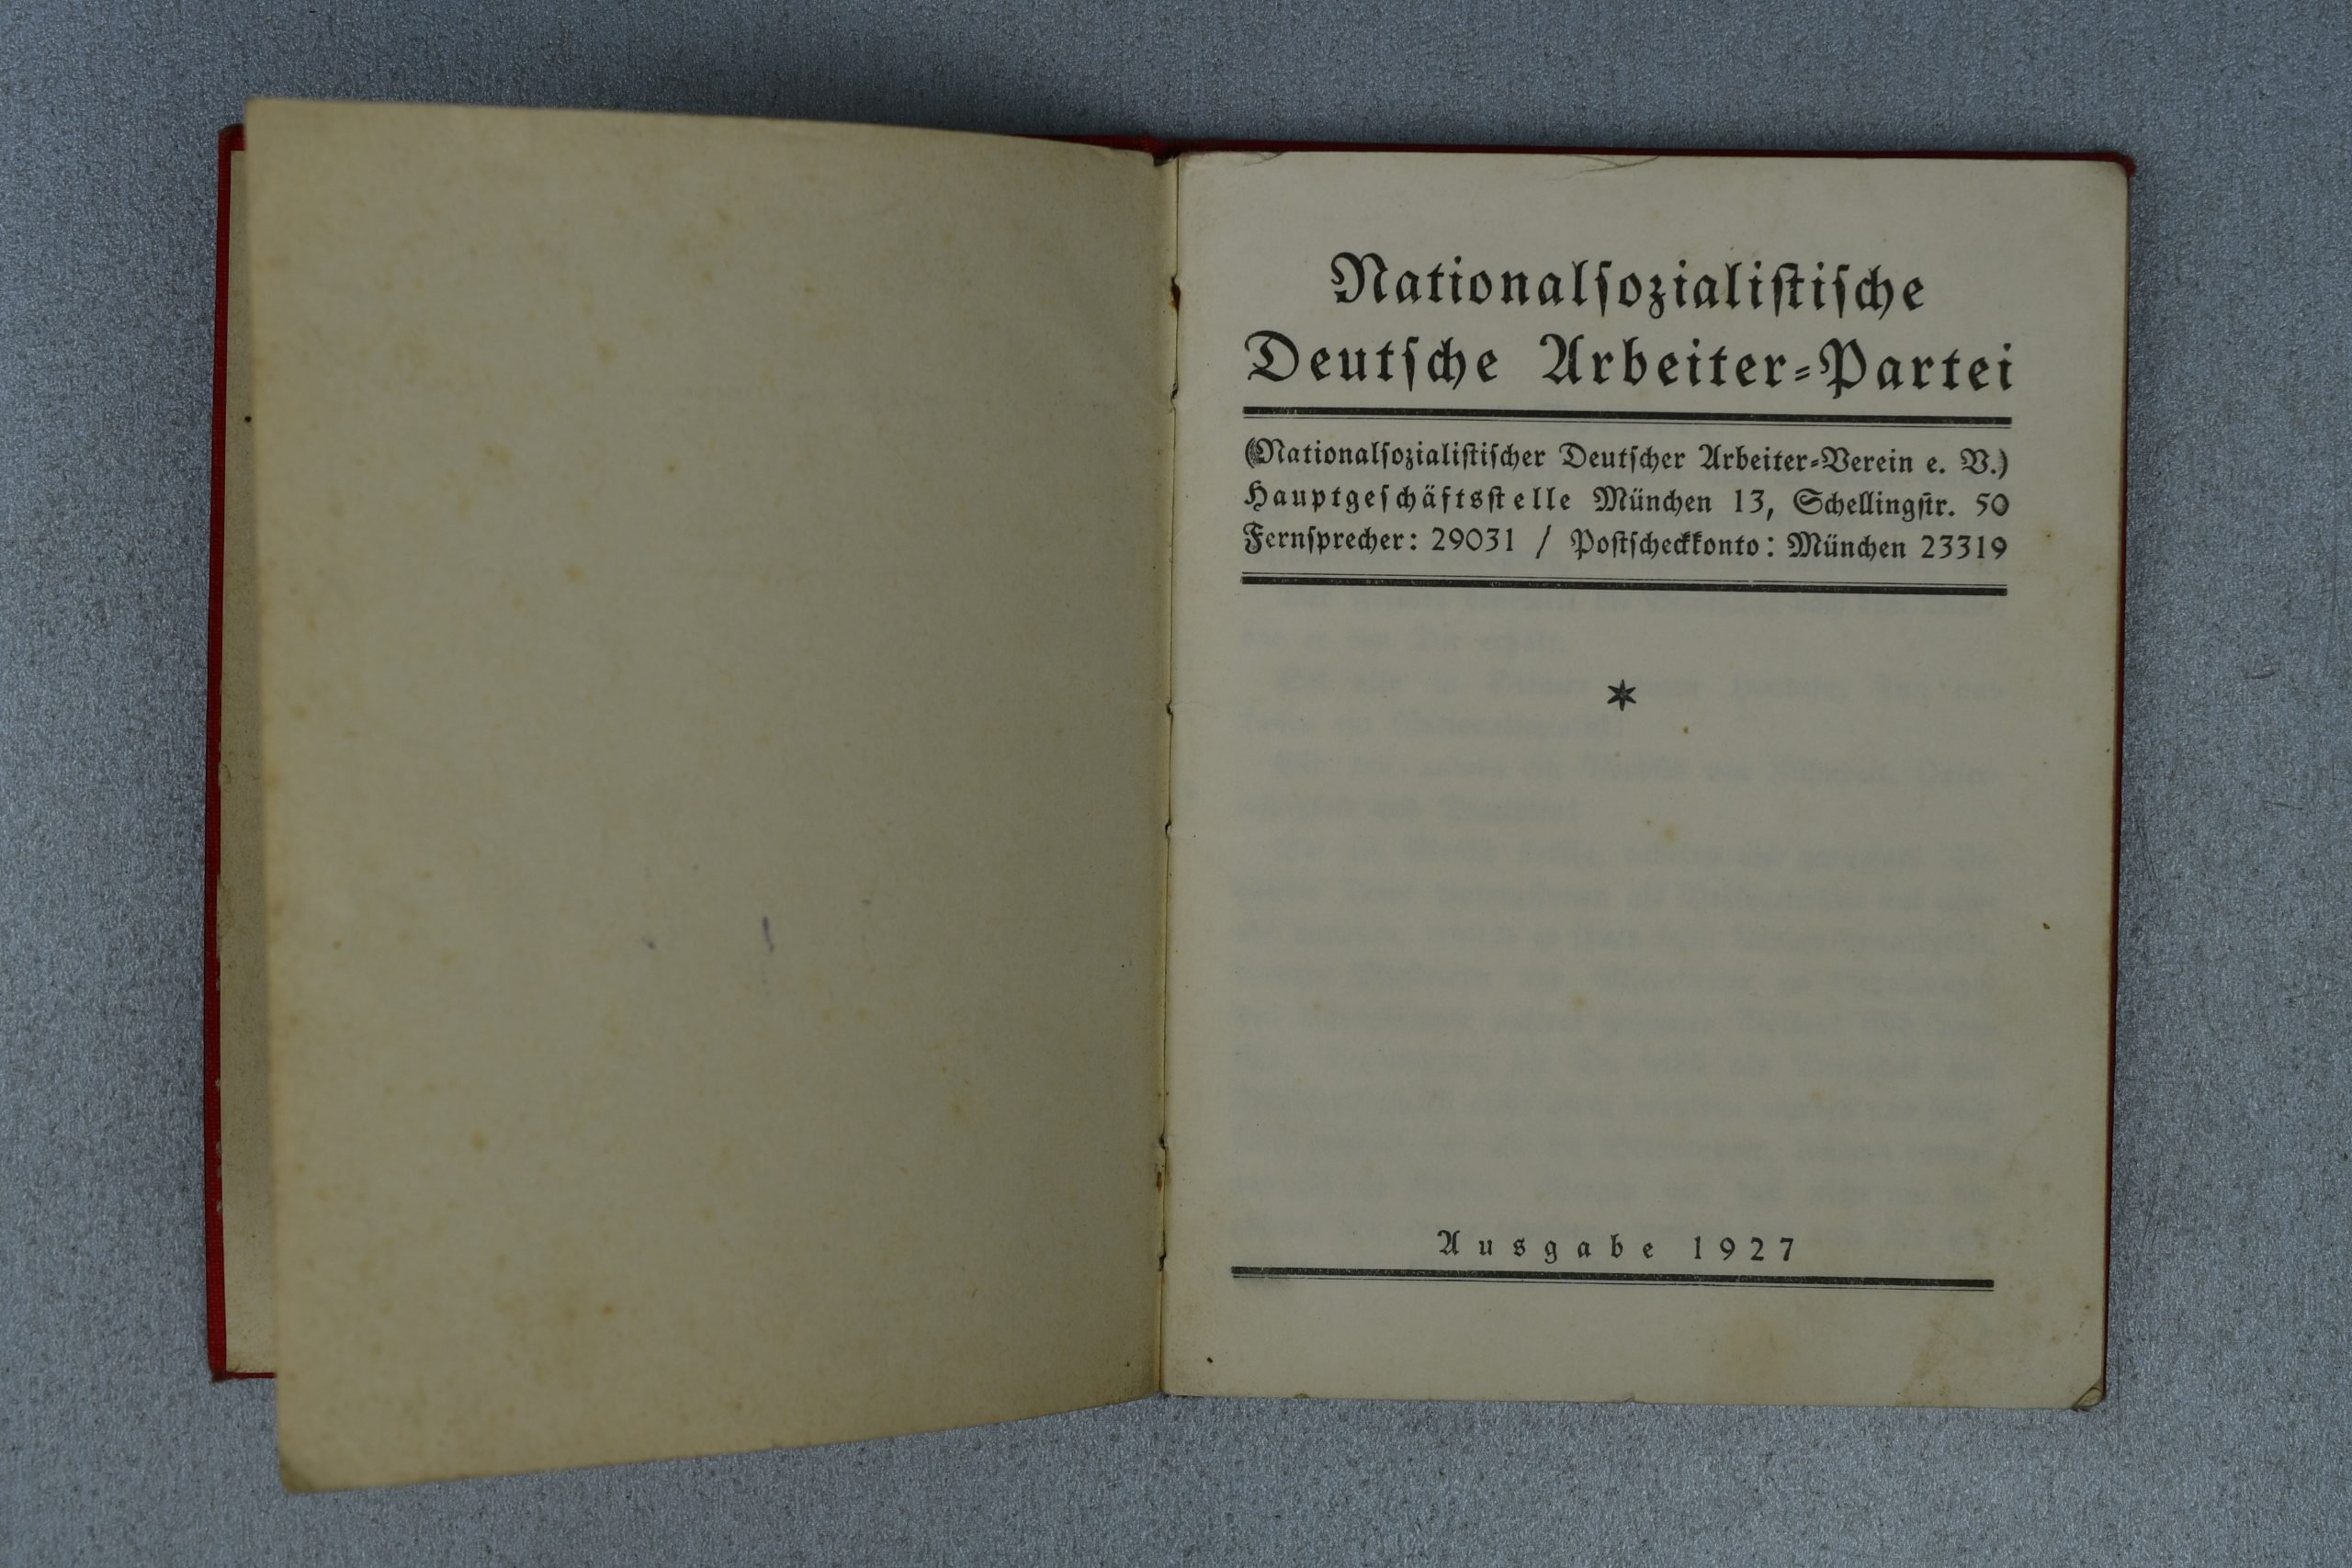 Nationalsozialistische
Deutsche Arbeiter-Partei
(Nationalsozialistischer Deutscher Arbeiter-Verein e. V.)
Hauptgeschäftsstelle München 13, Schellingstr. 50
Fernsprecher: 29031 / Postscheckkonto: München 23319
*
Ausgabe 1927